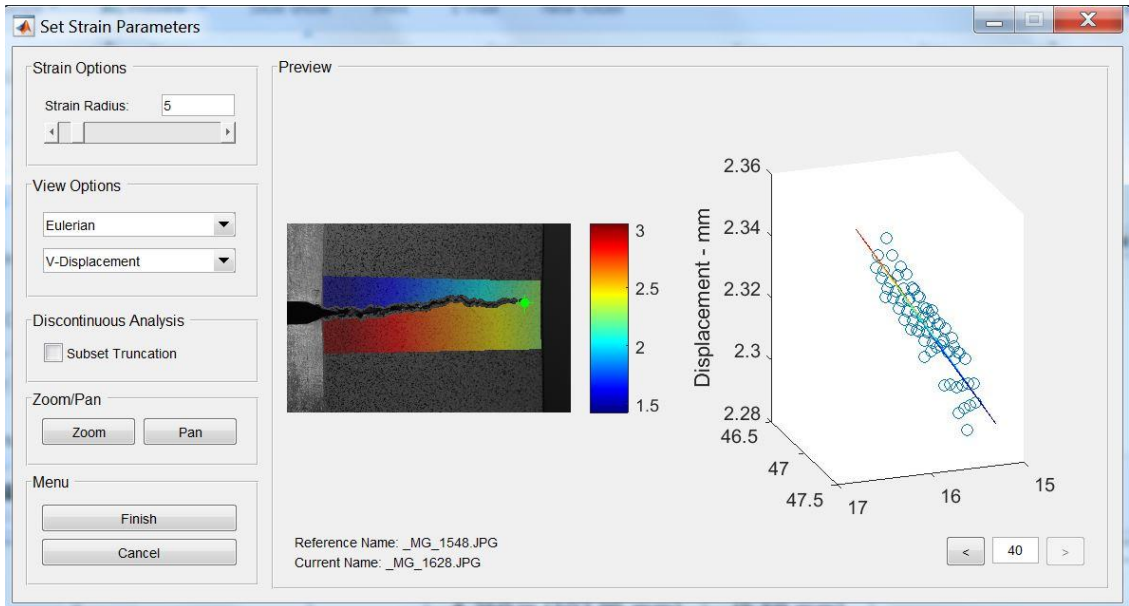 Set Strain Parameters
Strain Options
Strain Radius: 5
View Options
Eulerian
V-Displacement
Discontinuous Analysis
Subset Truncation
Zoom/Pan
Zoom Pan
Menu
Finish
Cancel
Preview
3
2.5
2
1.5
Displacement - mm
2.36
2.34
2.32
2.3
2.28
46.5
47
47.5
17
16
15
Reference Name: _MG_1548.JPG
Current Name: _MG_1628.JPG
< 40 >